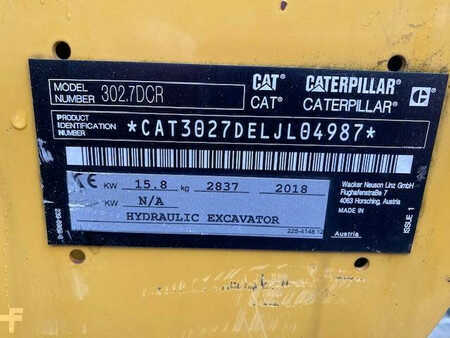 MODEL NUMBER 302.7DCR
CAT® CATERPILLAR®
CAT® CATERPILLAR®
PRODUCT IDENTIFICATION NUMBER
*CAT3027DELJL04987*
CE KW 15.8 kg 2837 2018
KW N/A
HYDRAULIC EXCAVATOR
Wacker Neuson Linz GmbH
Flughafenstraße 7
4063 Horsching, Austria
MADE IN
Austria
ISSUE 1